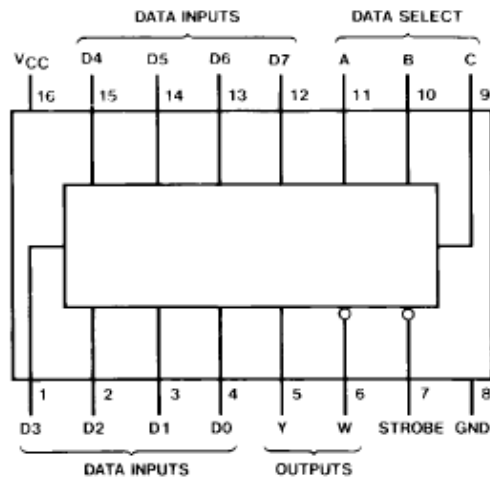 DATA INPUTS DATA SELECT
VCC D4 D5 D6 D7 A B C
16 15 14 13 12 11 10 9
1 2 3 4 5 6 7 8
D3 D2 D1 D0 Y W STROBE GND
DATA INPUTS OUTPUTS